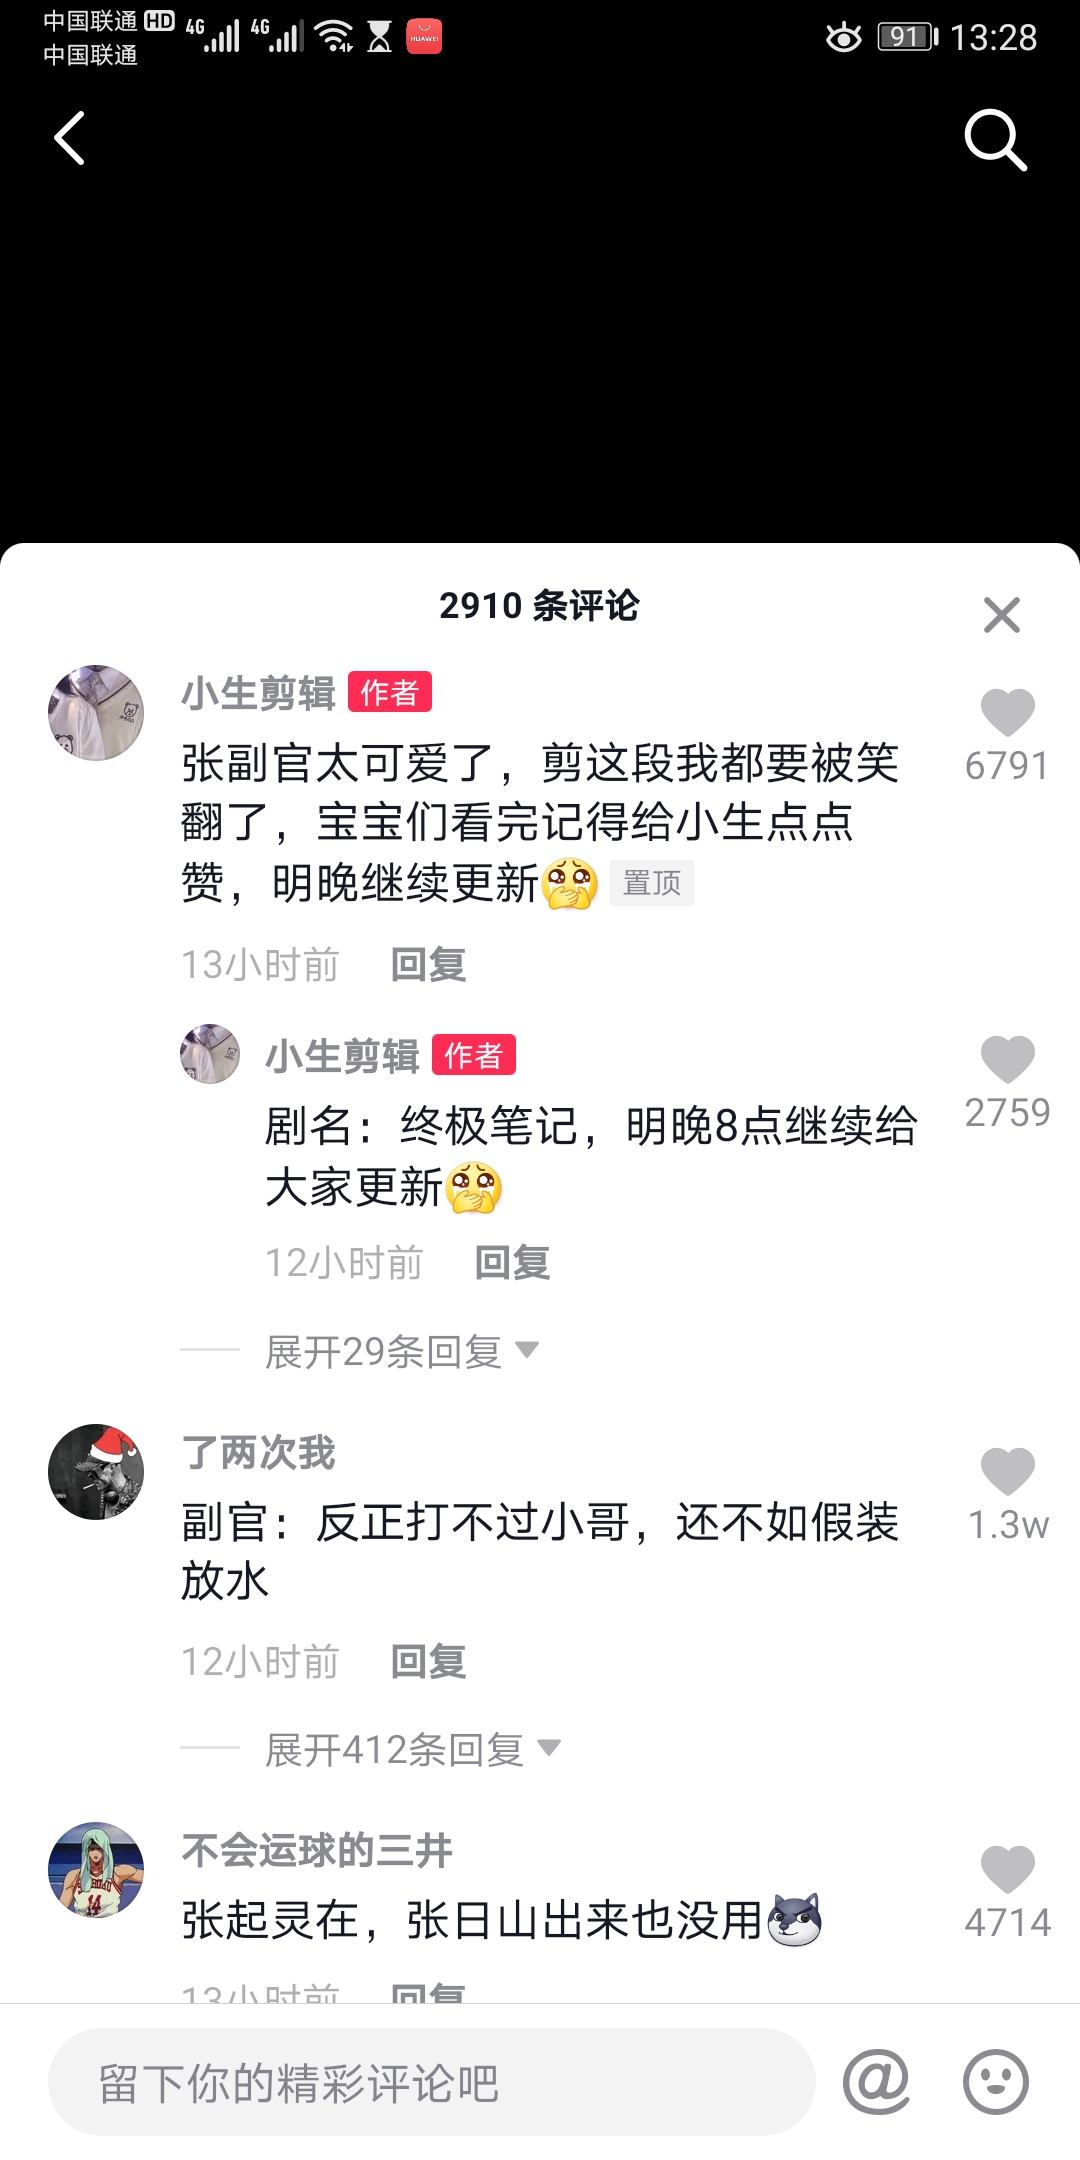 中国联通 HD 4G 4G HUAWEI 91 13:28
中国联通
2910 条评论
小生剪辑 作者
张副官太可爱了，剪这段我都要被笑
翻了，宝宝们看完记得给小生点点
赞，明晚继续更新 置顶
6791
13小时前 回复
小生剪辑 作者
剧名：终极笔记，明晚8点继续给
大家更新
2759
12小时前 回复
展开29条回复
了两次我
副官：反正打不过小哥，还不如假装
放水
1.3w
12小时前 回复
展开412条回复
不会运球的三井
张起灵在，张日山出来也没用
4714
13小时前 回复
留下你的精彩评论吧
@